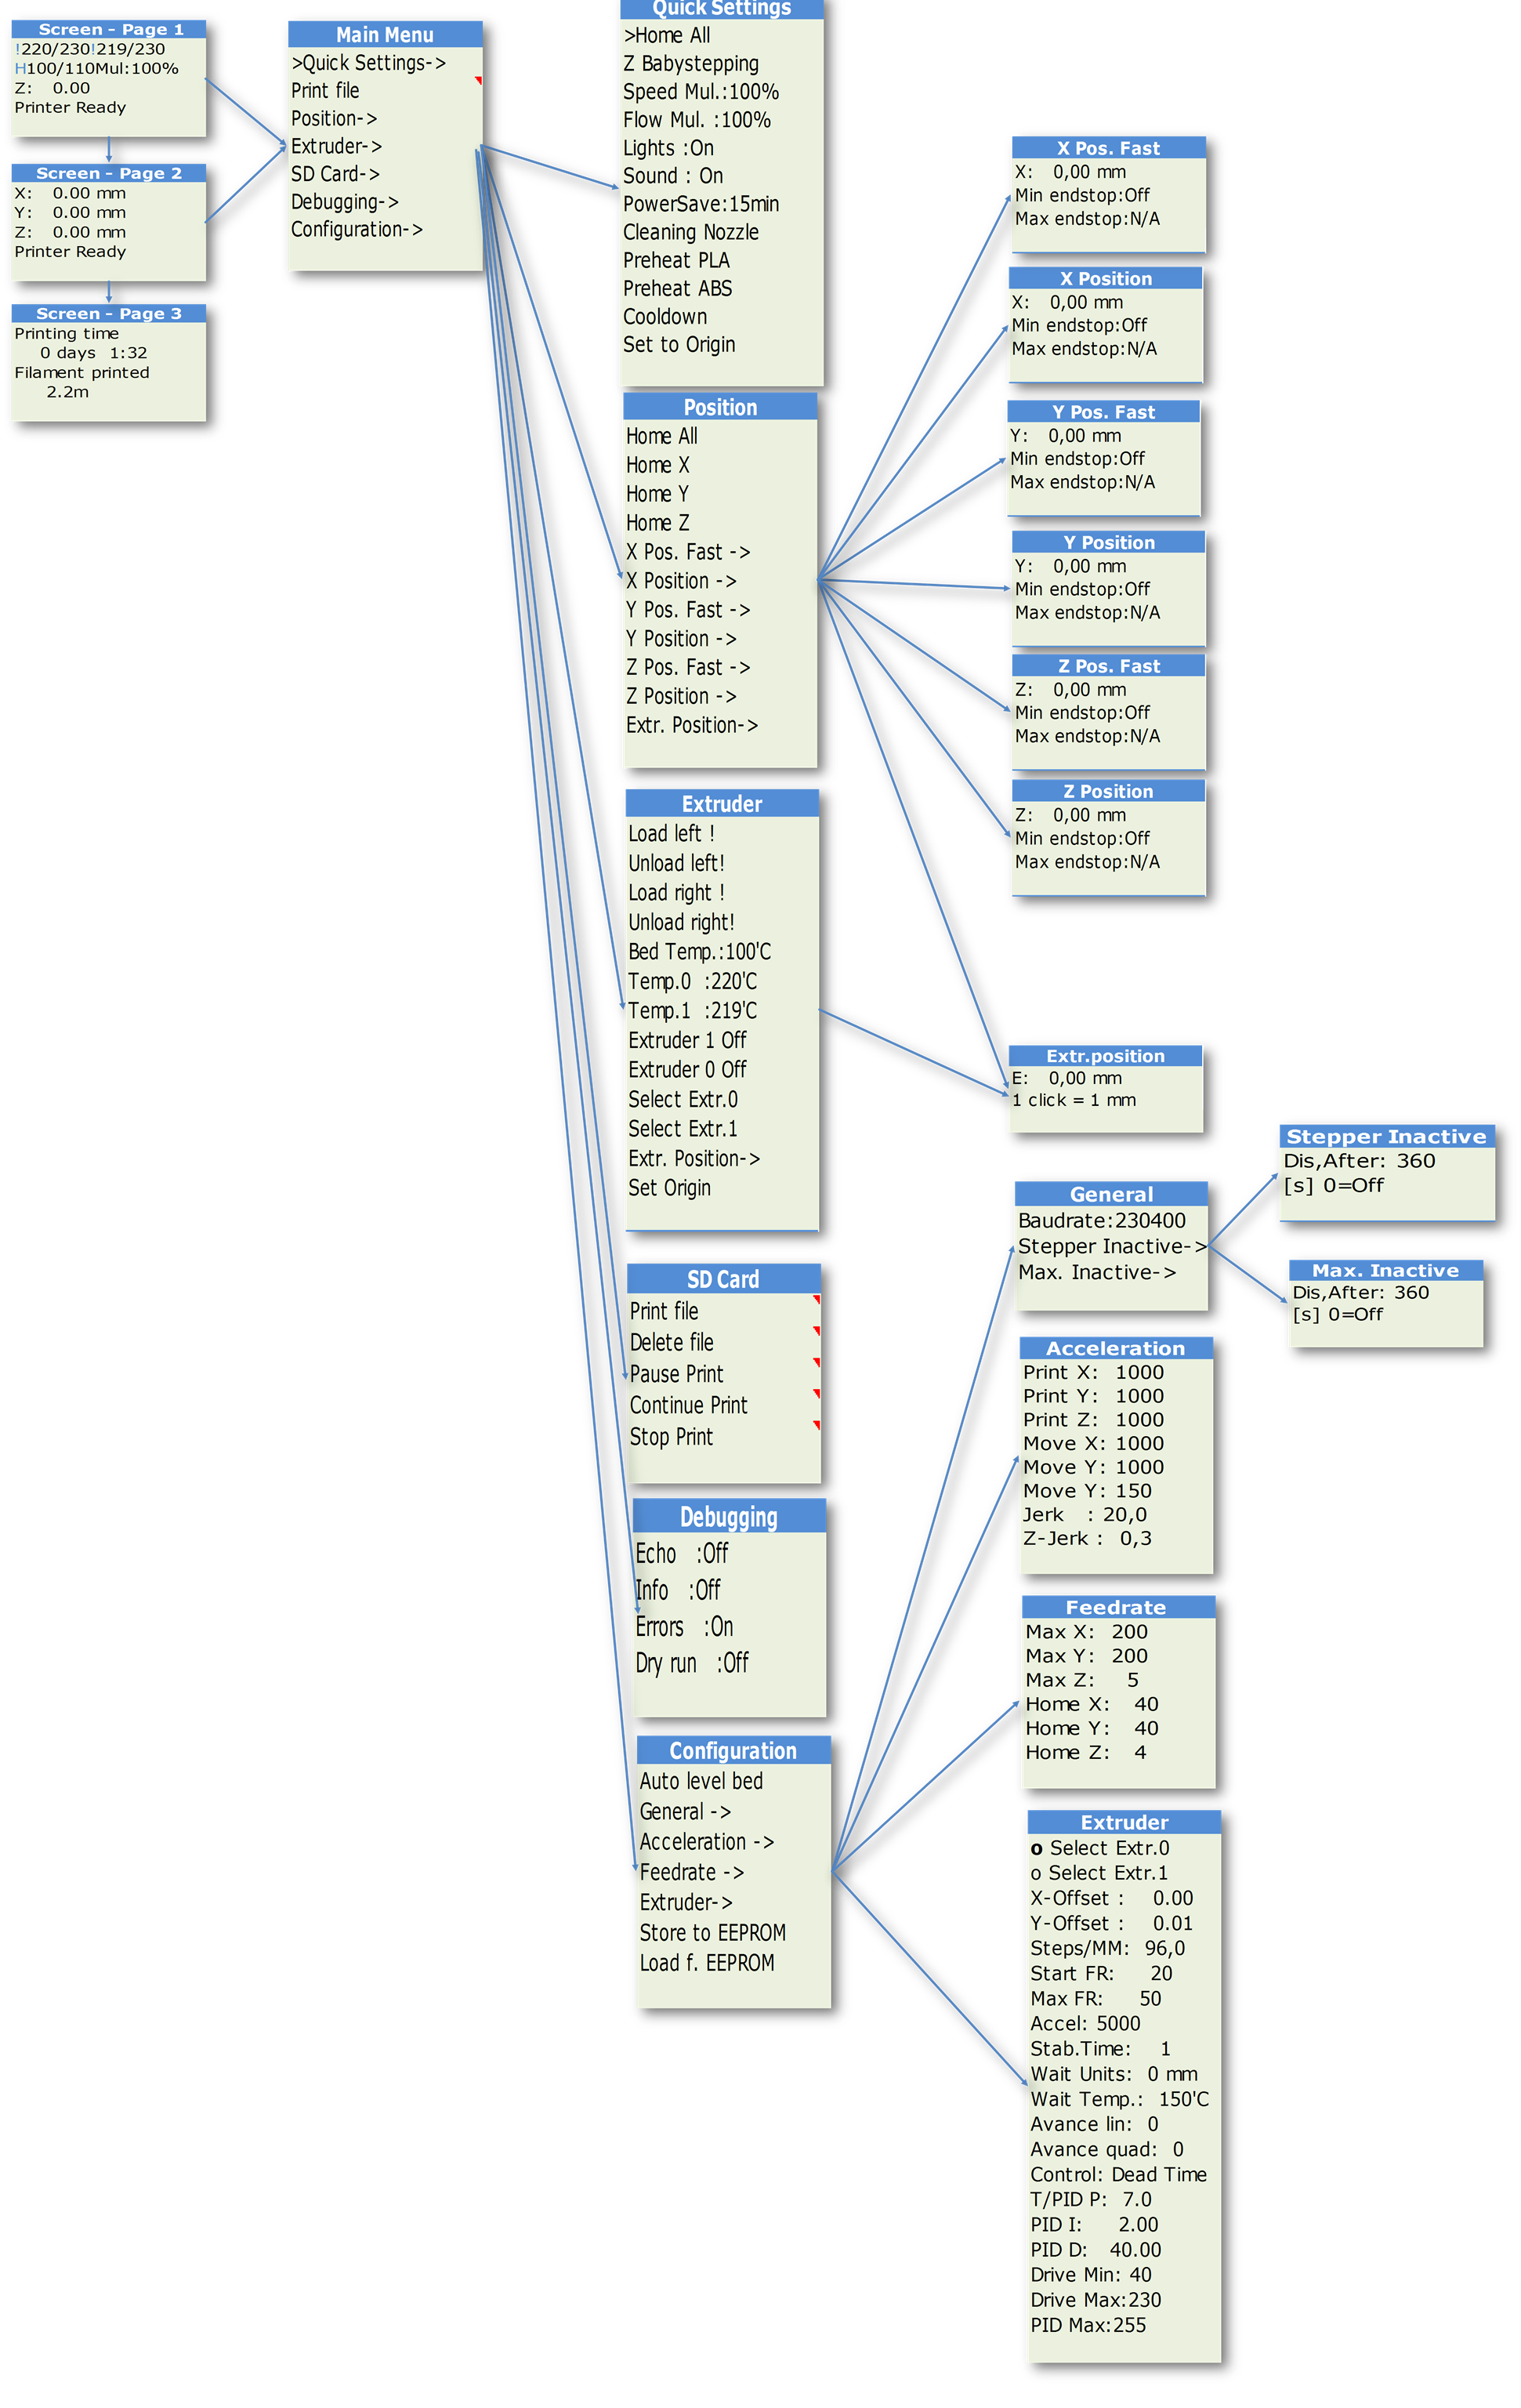 Screen - Page 1
!220/230!219/230
H100/110Mul:100%
Z: 0.00
Printer Ready
Screen - Page 2
X: 0.00 mm
Y: 0.00 mm
Z: 0.00 mm
Printer Ready
Screen - Page 3
Printing time
0 days 1:32
Filament printed
2.2m
Main Menu
>Quick Settings->
Print file
Position->
Extruder->
SD Card->
Debugging->
Configuration->
Quick Settings
>Home All
Z Babystepping
Speed Mul.:100%
Flow Mul. :100%
Lights :On
Sound : On
PowerSave:15min
Cleaning Nozzle
Preheat PLA
Preheat ABS
Cooldown
Set to Origin
Position
Home All
Home X
Home Y
Home Z
X Pos. Fast ->
X Position ->
Y Pos. Fast ->
Y Position ->
Z Pos. Fast ->
Z Position ->
Extr. Position->
Extruder
Load left !
Unload left!
Load right !
Unload right!
Bed Temp.:100'C
Temp.0 :220'C
Temp.1 :219'C
Extruder 1 Off
Extruder 0 Off
Select Extr.0
Select Extr.1
Extr. Position->
Set Origin
SD Card
Print file
Delete file
Pause Print
Continue Print
Stop Print
Debugging
Echo :Off
Info :Off
Errors :On
Dry run :Off
Configuration
Auto level bed
General ->
Acceleration ->
Feedrate ->
Extruder->
Store to EEPROM
Load f. EEPROM
X Pos. Fast
X: 0,00 mm
Min endstop:Off
Max endstop:N/A
X Position
X: 0,00 mm
Min endstop:Off
Max endstop:N/A
Y Pos. Fast
Y: 0,00 mm
Min endstop:Off
Max endstop:N/A
Y Position
Y: 0,00 mm
Min endstop:Off
Max endstop:N/A
Z Pos. Fast
Z: 0,00 mm
Min endstop:Off
Max endstop:N/A
Z Position
Z: 0,00 mm
Min endstop:Off
Max endstop:N/A
Extr.position
E: 0,00 mm
1 click = 1 mm
General
Baudrate:230400
Stepper Inactive->
Max. Inactive->
Stepper Inactive
Dis,After: 360
[s] 0=Off
Max. Inactive
Dis,After: 360
[s] 0=Off
Acceleration
Print X: 1000
Print Y: 1000
Print Z: 1000
Move X: 1000
Move Y: 1000
Move Y: 150
Jerk : 20,0
Z-Jerk : 0,3
Feedrate
Max X: 200
Max Y: 200
Max Z: 5
Home X: 40
Home Y: 40
Home Z: 4
Extruder
o Select Extr.0
o Select Extr.1
X-Offset : 0.00
Y-Offset : 0.01
Steps/MM: 96,0
Start FR: 20
Max FR: 50
Accel: 5000
Stab.Time: 1
Wait Units: 0 mm
Wait Temp.: 150'C
Avance lin: 0
Avance quad: 0
Control: Dead Time
T/PID P: 7.0
PID I: 2.00
PID D: 40.00
Drive Min: 40
Drive Max:230
PID Max:255